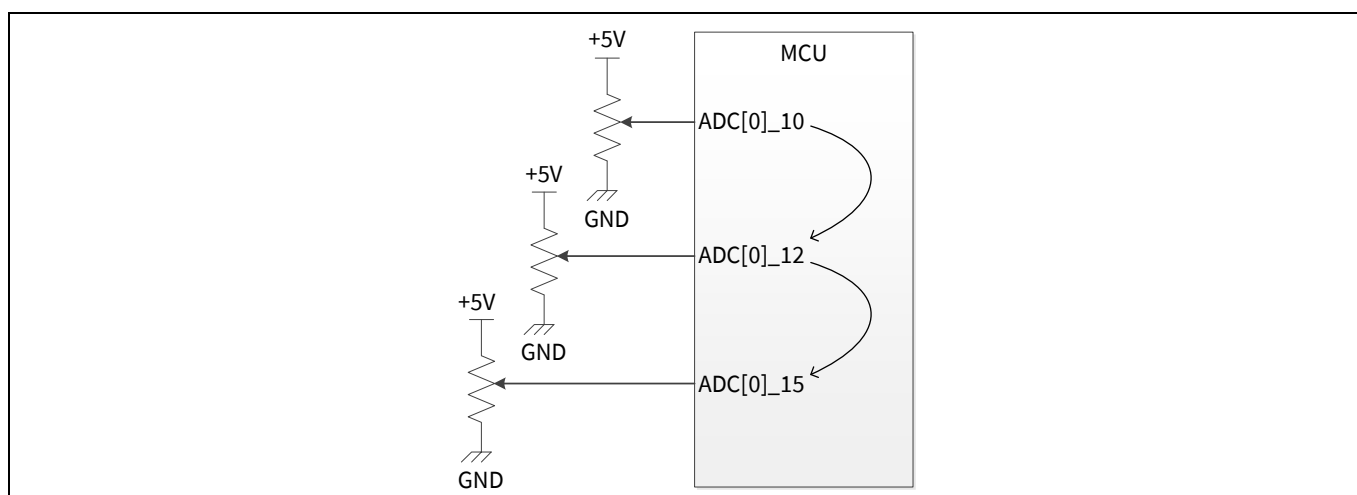 +5V
MCU
ADC[0]_10
GND
+5V
ADC[0]_12
GND
+5V
ADC[0]_15
GND